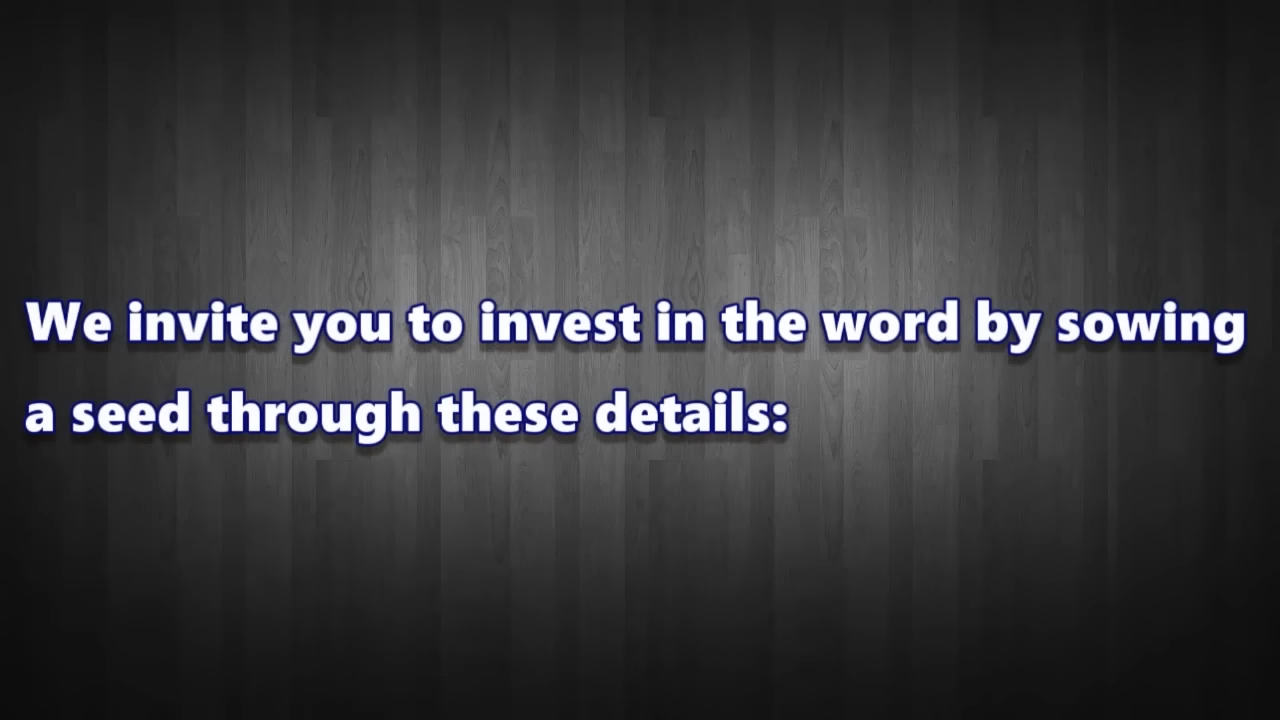 We invite you to invest in the word by sowing
a seed through these details: